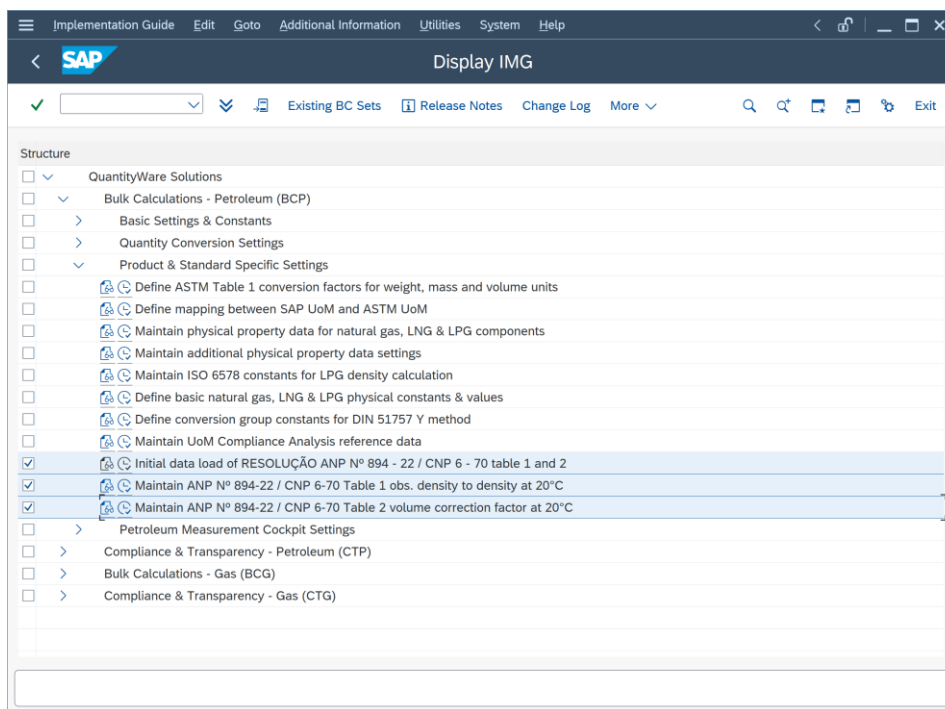 Implementation Guide Edit Goto Additional Information Utilities System Help
SAP Display IMG
Existing BC Sets Release Notes Change Log More Exit
Structure
QuantityWare Solutions
Bulk Calculations - Petroleum (BCP)
Basic Settings & Constants
Quantity Conversion Settings
Product & Standard Specific Settings
Define ASTM Table 1 conversion factors for weight, mass and volume units
Define mapping between SAP UoM and ASTM UoM
Maintain physical property data for natural gas, LNG & LPG components
Maintain additional physical property data settings
Maintain ISO 6578 constants for LPG density calculation
Define basic natural gas, LNG & LPG physical constants & values
Define conversion group constants for DIN 51757 Y method
Maintain UoM Compliance Analysis reference data
Initial data load of RESOLUÇÃO ANP Nº 894 - 22 / CNP 6 - 70 table 1 and 2
Maintain ANP Nº 894-22 / CNP 6-70 Table 1 obs. density to density at 20°C
Maintain ANP Nº 894-22 / CNP 6-70 Table 2 volume correction factor at 20°C
Petroleum Measurement Cockpit Settings
Compliance & Transparency - Petroleum (CTP)
Bulk Calculations - Gas (BCG)
Compliance & Transparency - Gas (CTG)